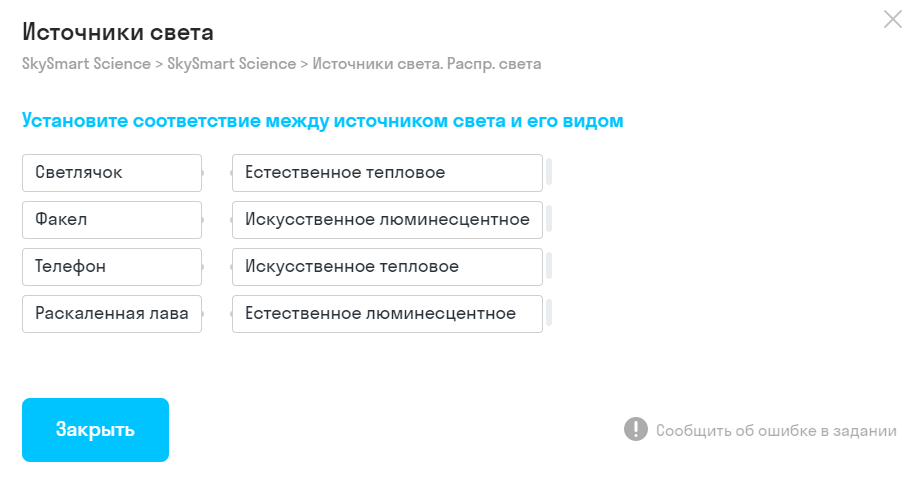 Источники света
SkySmart Science > SkySmart Science > Источники света. Распр. света
Установите соответствие между источником света и его видом
Светлячок Естественное тепловое
Факел Искусственное люминесцентное
Телефон Искусственное тепловое
Раскаленная лава Естественное люминесцентное
Закрыть
Сообщить об ошибке в задании